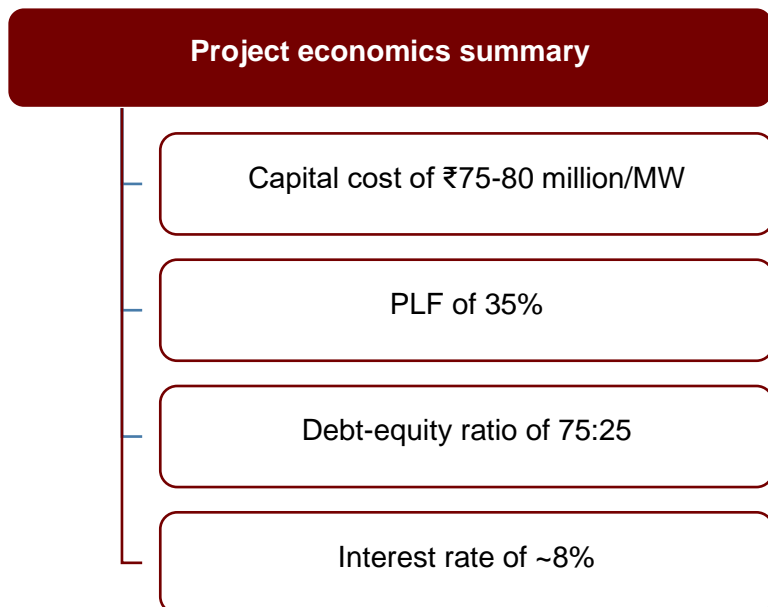 Project economics summary
Capital cost of ₹75-80 million/MW
PLF of 35%
Debt-equity ratio of 75:25
Interest rate of ~8%